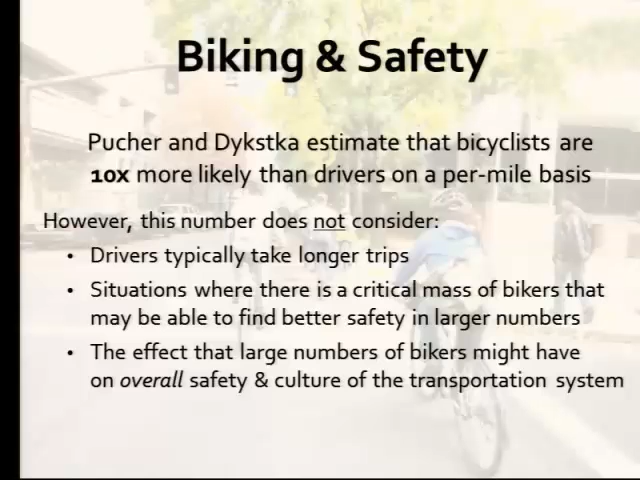 Biking & Safety
Pucher and Dykstka estimate that bicyclists are
10x more likely than drivers on a per-mile basis
However, this number does not consider:
• Drivers typically take longer trips
• Situations where there is a critical mass of bikers that
may be able to find better safety in larger numbers
• The effect that large numbers of bikers might have
on overall safety & culture of the transportation system